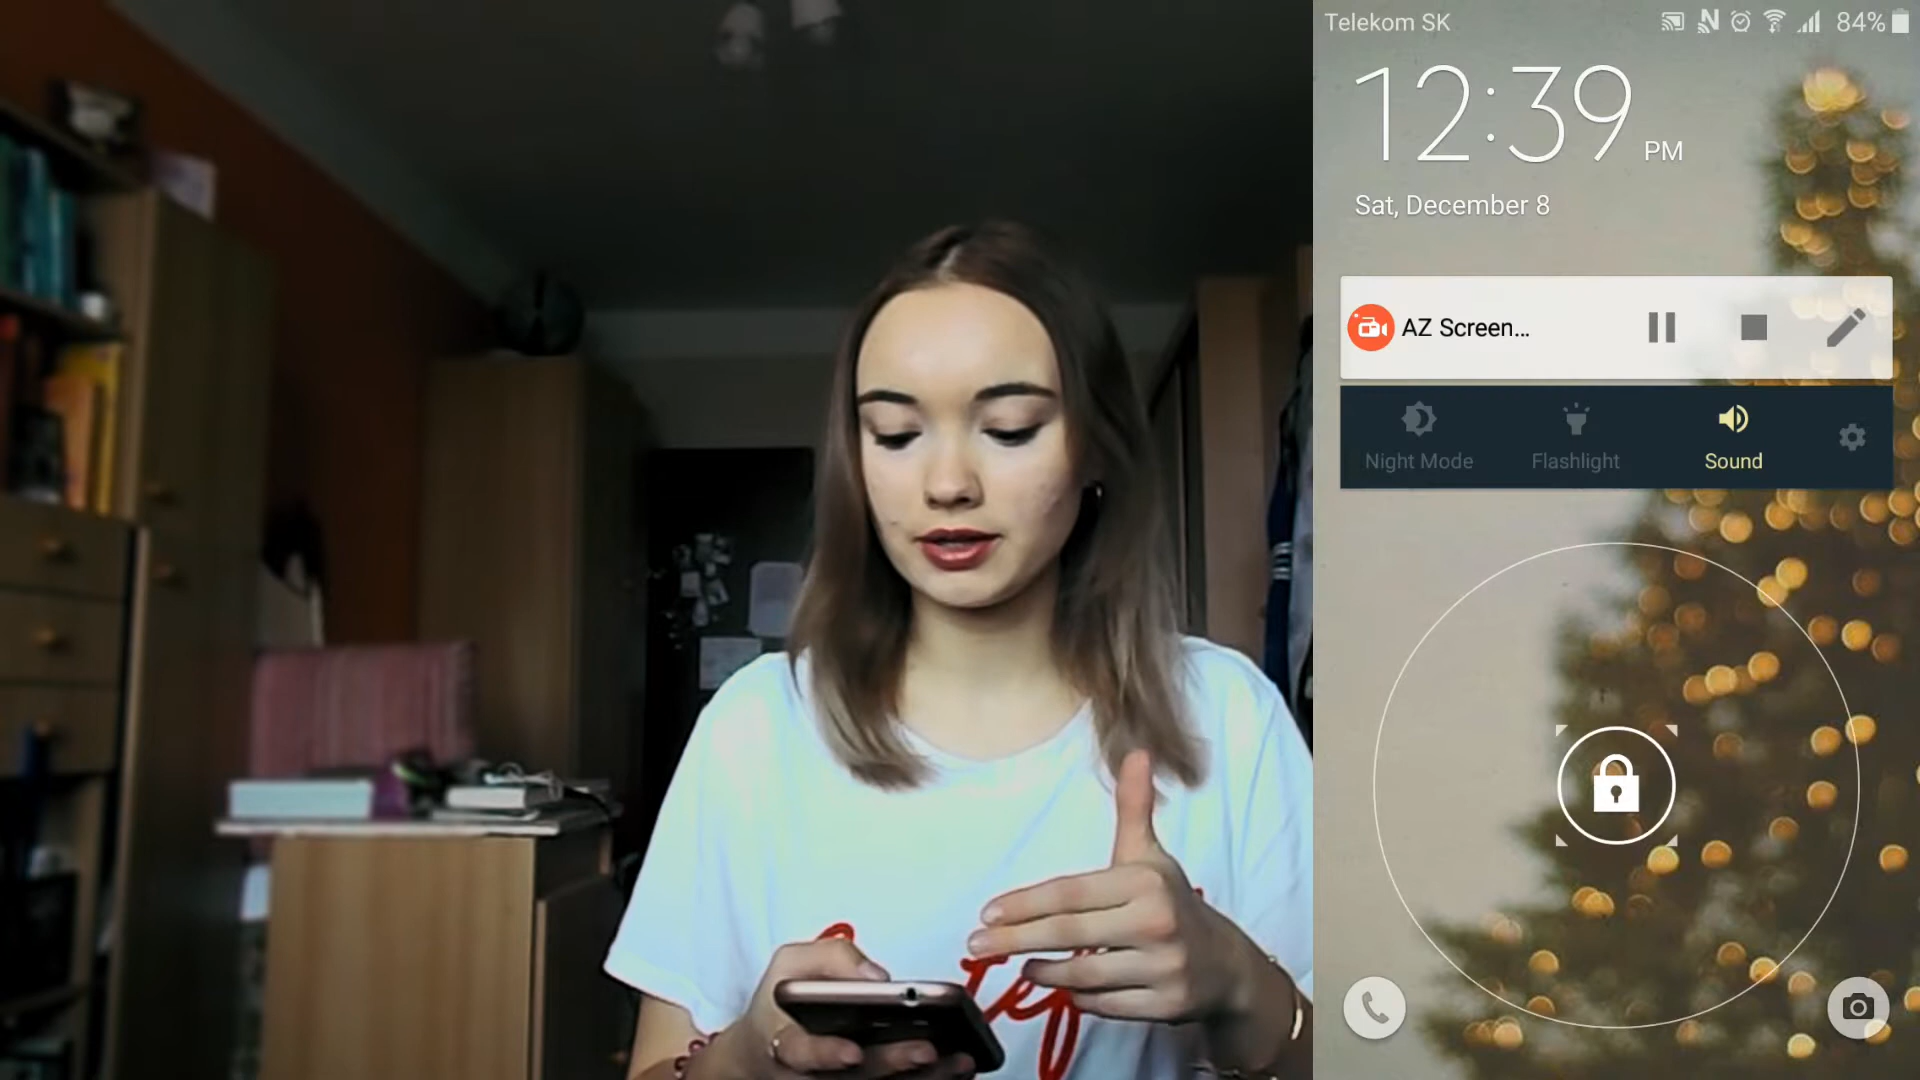 Telekom SK
84%
12:39 PM
Sat, December 8
AZ Screen...
Night Mode
Flashlight
Sound